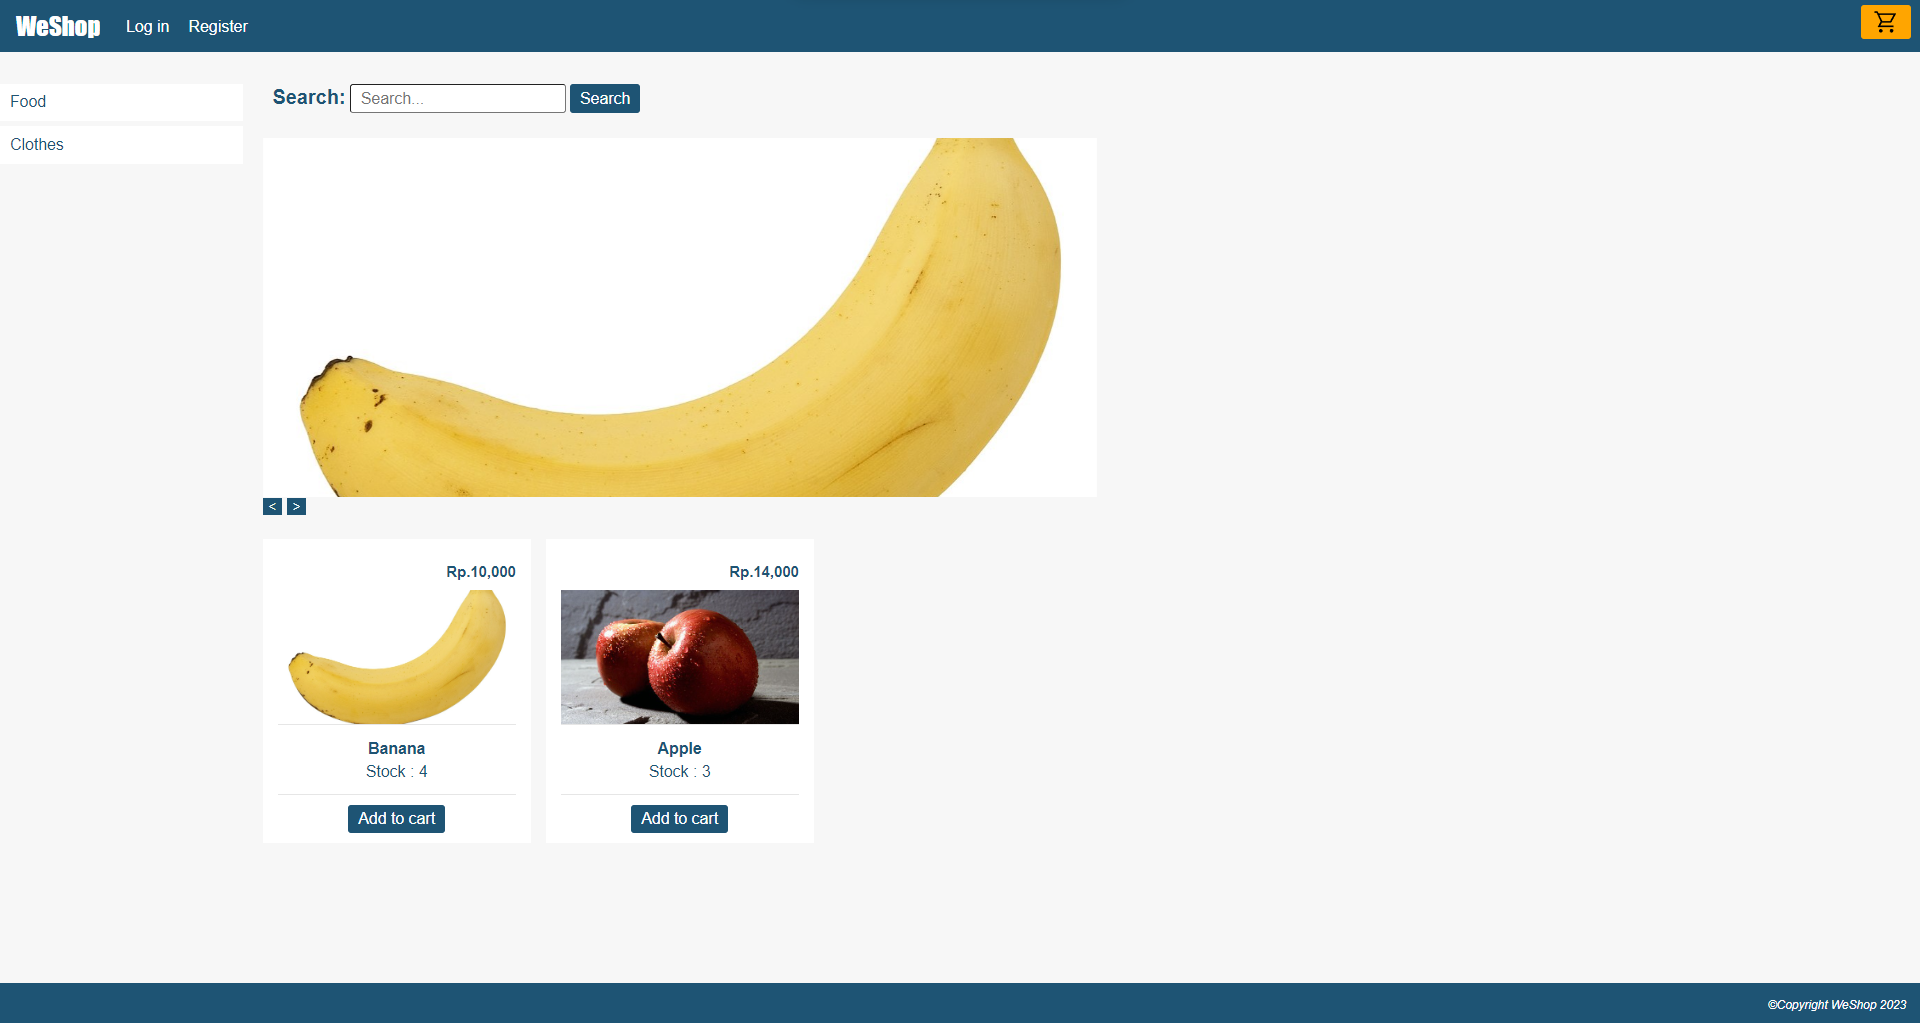 WeShop Log in Register
Food
Clothes
Search: Search... Search
< >
Rp.10,000
Banana
Stock : 4
Add to cart
Rp.14,000
Apple
Stock : 3
Add to cart
©Copyright WeShop 2023